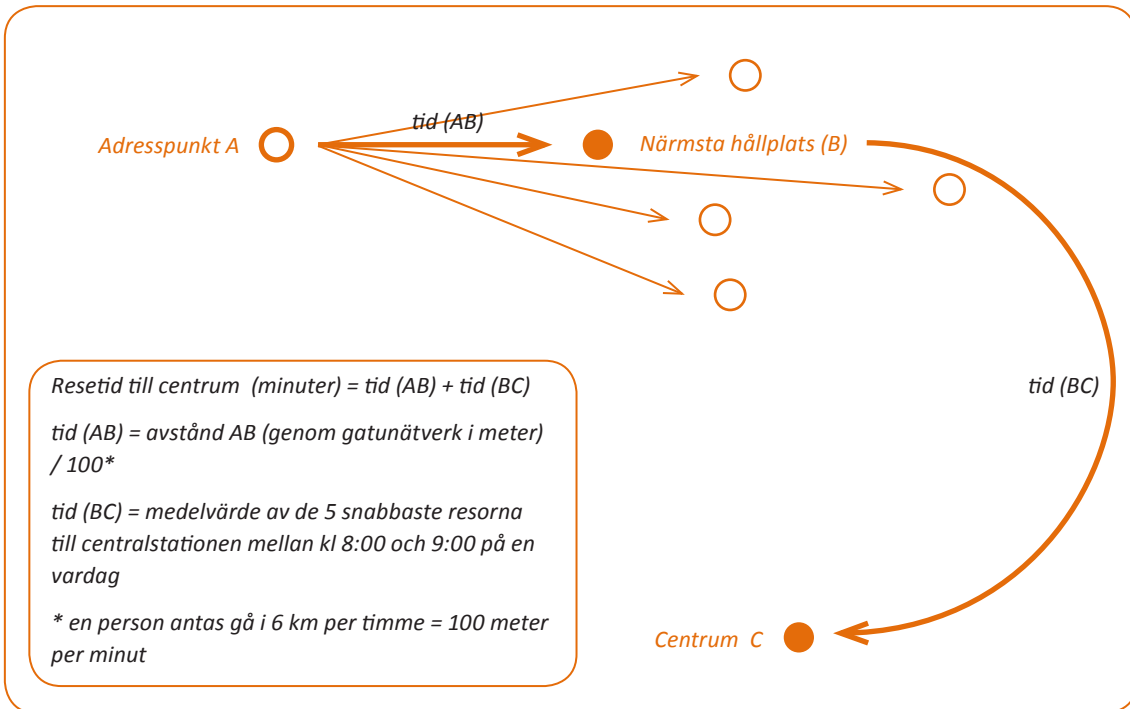 tid (AB)
Adresspunkt A
Närmsta hållplats (B)
Resetid till centrum (minuter) = tid (AB) + tid (BC)
tid (AB) = avstånd AB (genom gatunätverk i meter)
/ 100*
tid (BC) = medelvärde av de 5 snabbaste resorna
till centralstationen mellan kl 8:00 och 9:00 på en
vardag
* en person antas gå i 6 km per timme = 100 meter
per minut
tid (BC)
Centrum C